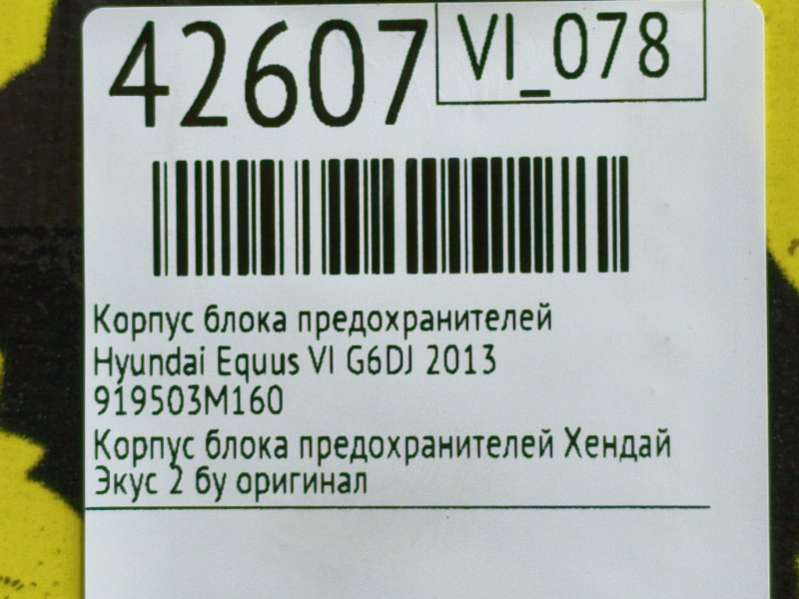 42607
VI_078
Корпус блока предохранителей
Hyundai Equus VI G6DJ 2013
919503M160
Корпус блока предохранителей Хендай
Экус 2 бу оригинал